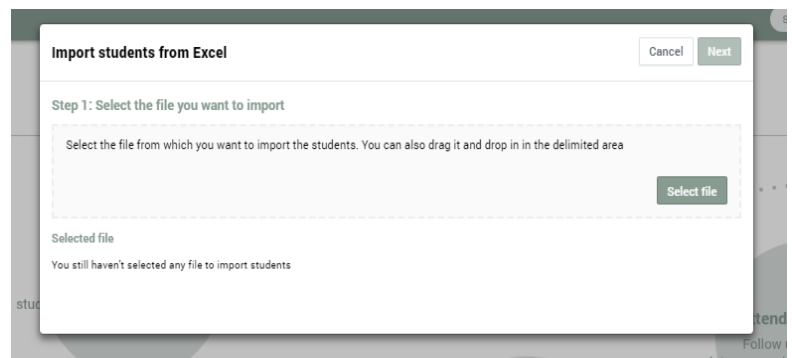 Import students from Excel
Cancel
Next
Step 1: Select the file you want to import
Select the file from which you want to import the students. You can also drag it and drop in in the delimited area
Select file
Selected file
You still haven't selected any file to import students
Follow